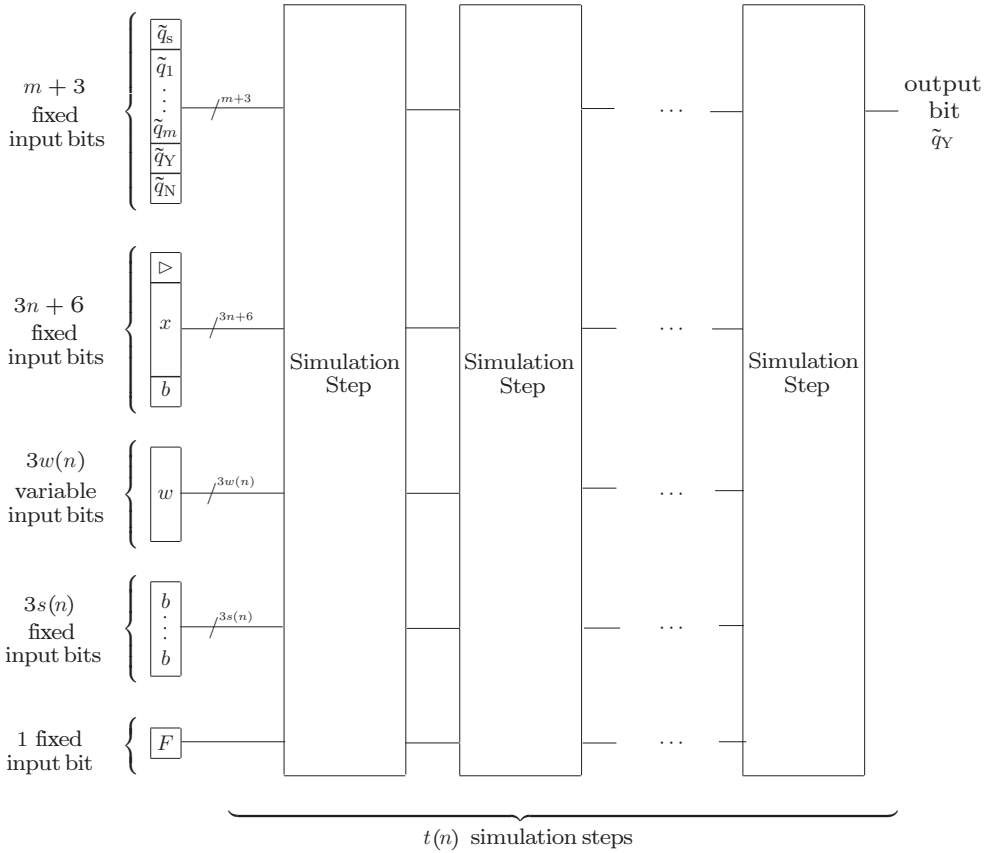 m + 3
fixed
input bits
q̃s
q̃1
⋮
q̃m
q̃Y
q̃N
m+3
...
output
bit
q̃Y
3n + 6
fixed
input bits
▷
x
b
3n+6
...
Simulation
Step
Simulation
Step
Simulation
Step
3w(n)
variable
input bits
w
3w(n)
...
3s(n)
fixed
input bits
b
⋮
b
3s(n)
...
1 fixed
input bit
F
...
t(n) simulation steps